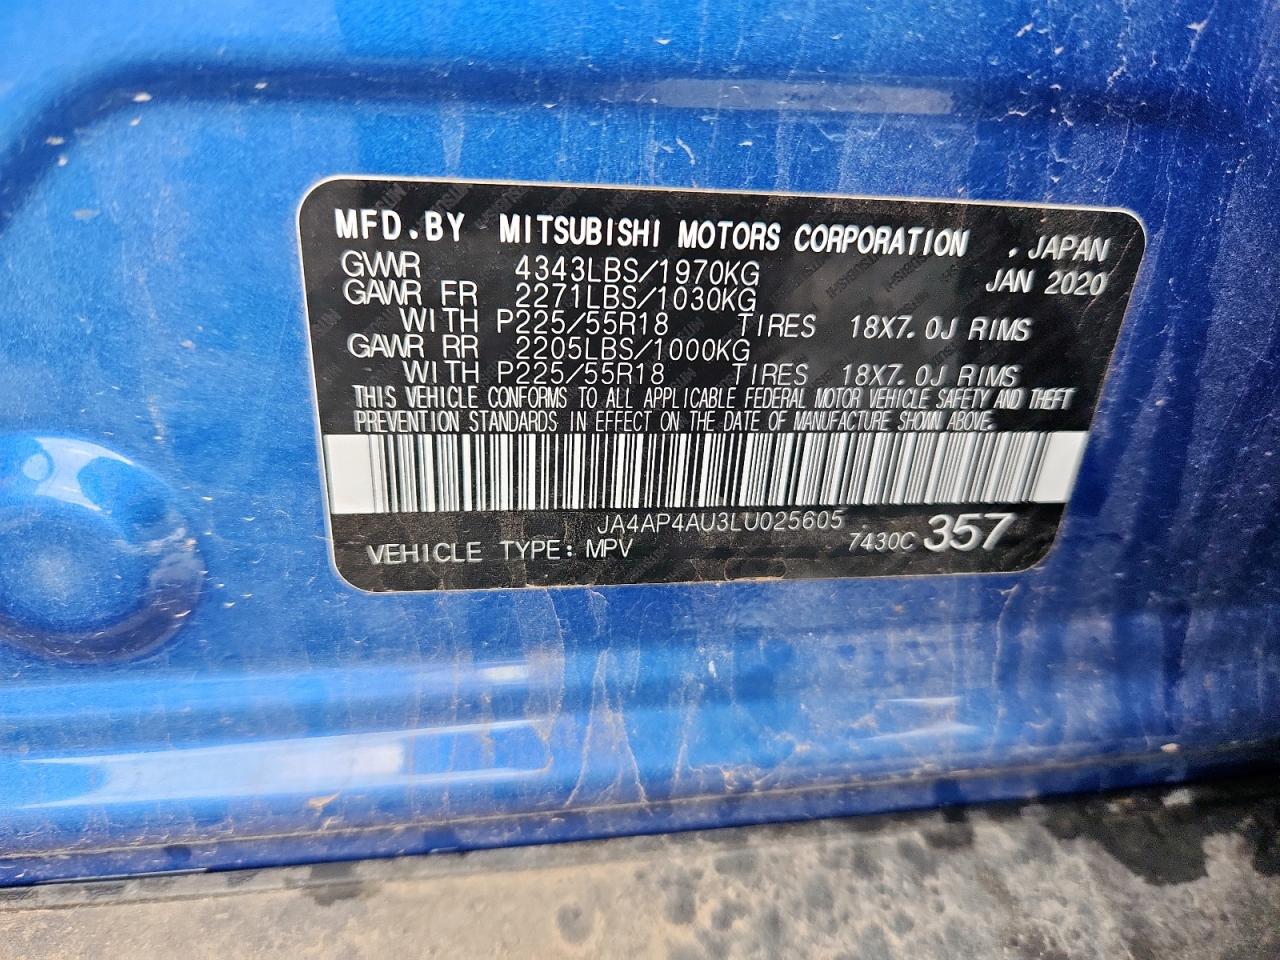 MFD. BY MITSUBISHI MOTORS CORPORATION . JAPAN
GVWR 4343LBS/1970KG JAN 2020
GAWR FR 2271LBS/1030KG
WITH P225/55R18 TIRES 18X7.0J RIMS
GAWR RR 2205LBS/1000KG
WITH P225/55R18 TIRES 18X7.0J RIMS
THIS VEHICLE CONFORMS TO ALL APPLICABLE FEDERAL MOTOR VEHICLE SAFETY AND THEFT
PREVENTION STANDARDS IN EFFECT ON THE DATE OF MANUFACTURE SHOWN ABOVE.
JA4AP4AU3LU025605
VEHICLE TYPE: MPV 7430C 357